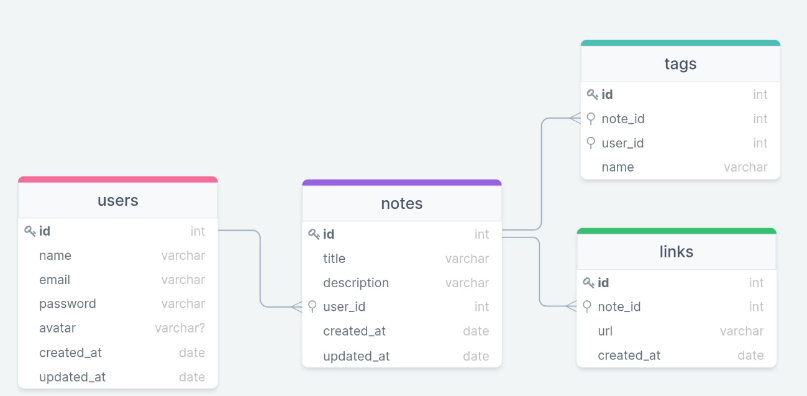 users
id int
name varchar
email varchar
password varchar
avatar varchar?
created_at date
updated_at date
notes
id int
title varchar
description varchar
user_id int
created_at date
updated_at date
tags
id int
note_id int
user_id int
name varchar
links
id int
note_id int
url varchar
created_at date